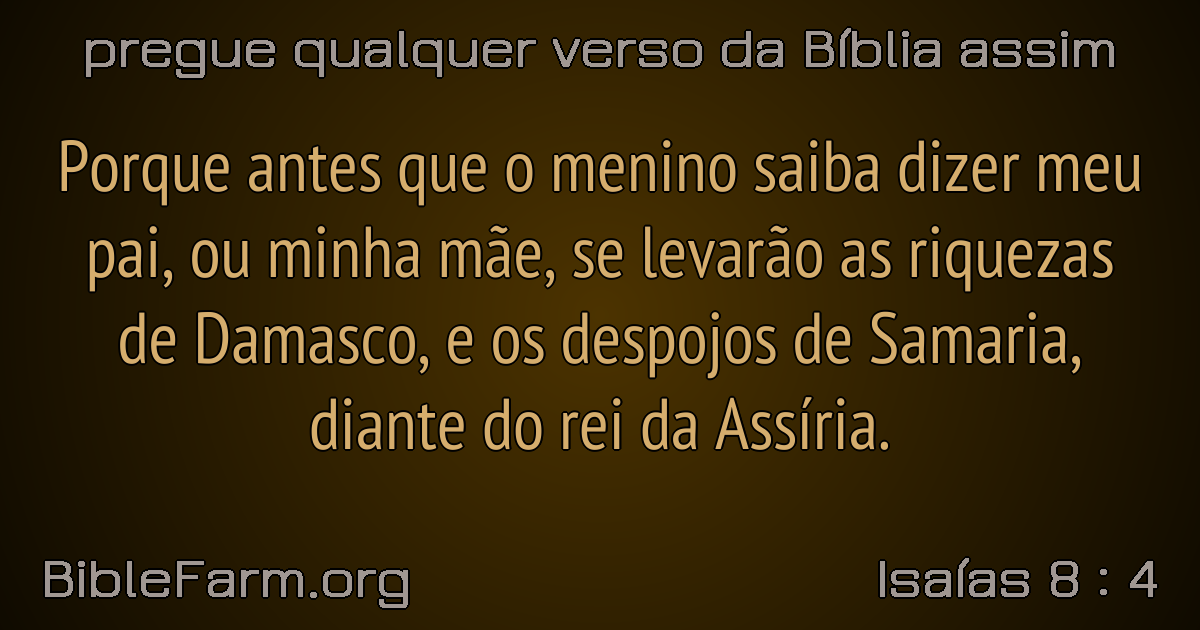 pregue qualquer verso da Bíblia assim
Porque antes que o menino saiba dizer meu
pai, ou minha mãe, se levarão as riquezas
de Damasco, e os despojos de Samaria,
diante do rei da Assíria.
BibleFarm.org
Isaías 8 : 4